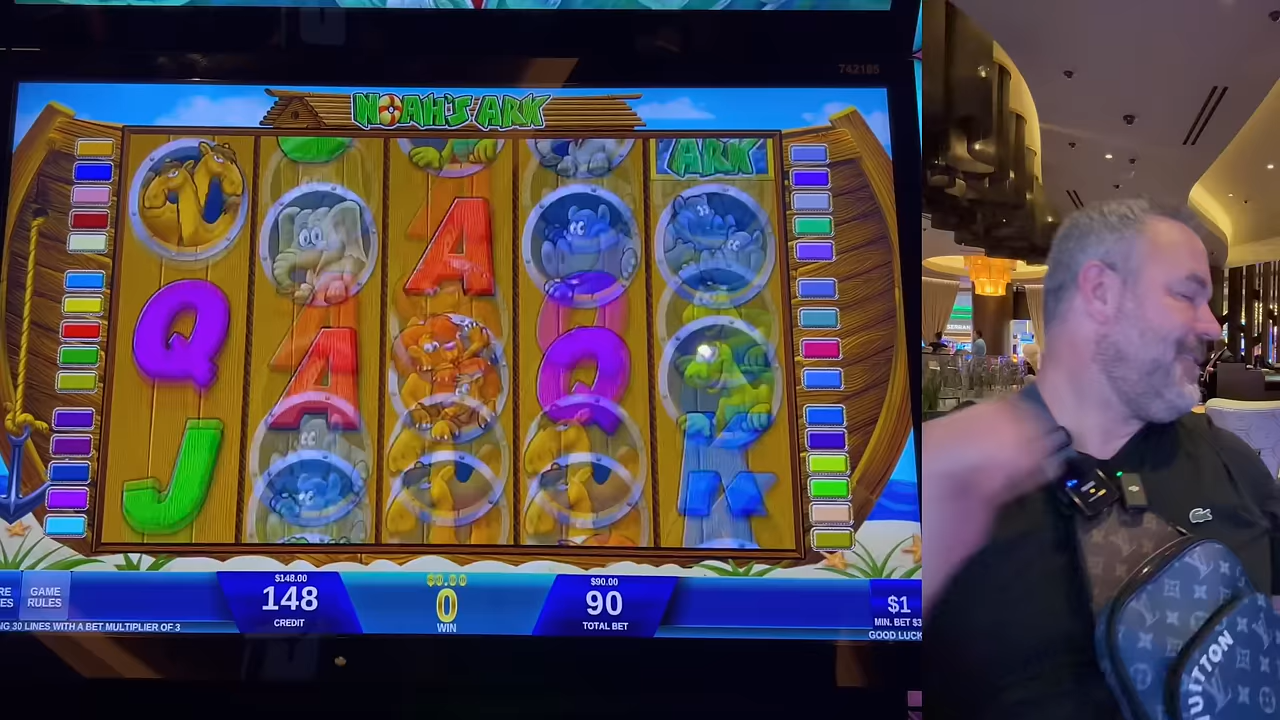 742185
NOAH'S ARK
ARK
A
Q
A
Q
J
K
GAME
RULES
$148.00
148
CREDIT
$0.00
0
WIN
$90.00
90
TOTAL BET
$1
MIN. BET $3
GOOD LUCK
30 LINES WITH A BET MULTIPLIER OF 3
UITTON